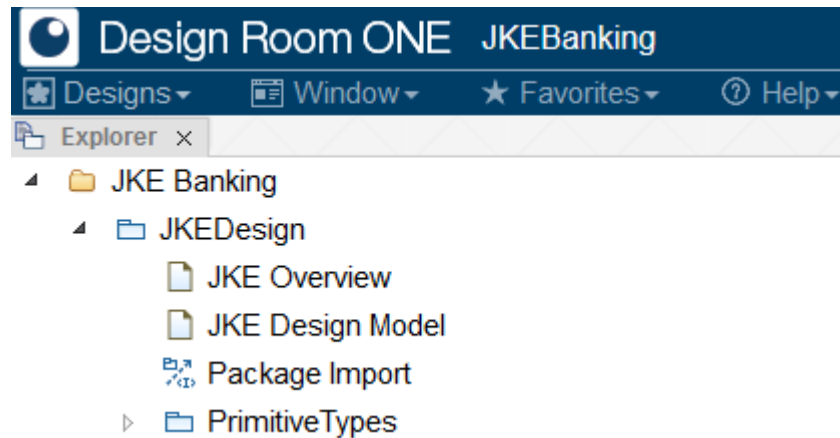 Design Room ONE JKEBanking
Designs Window Favorites Help
Explorer
JKE Banking
JKEDesign
JKE Overview
JKE Design Model
Package Import
PrimitiveTypes